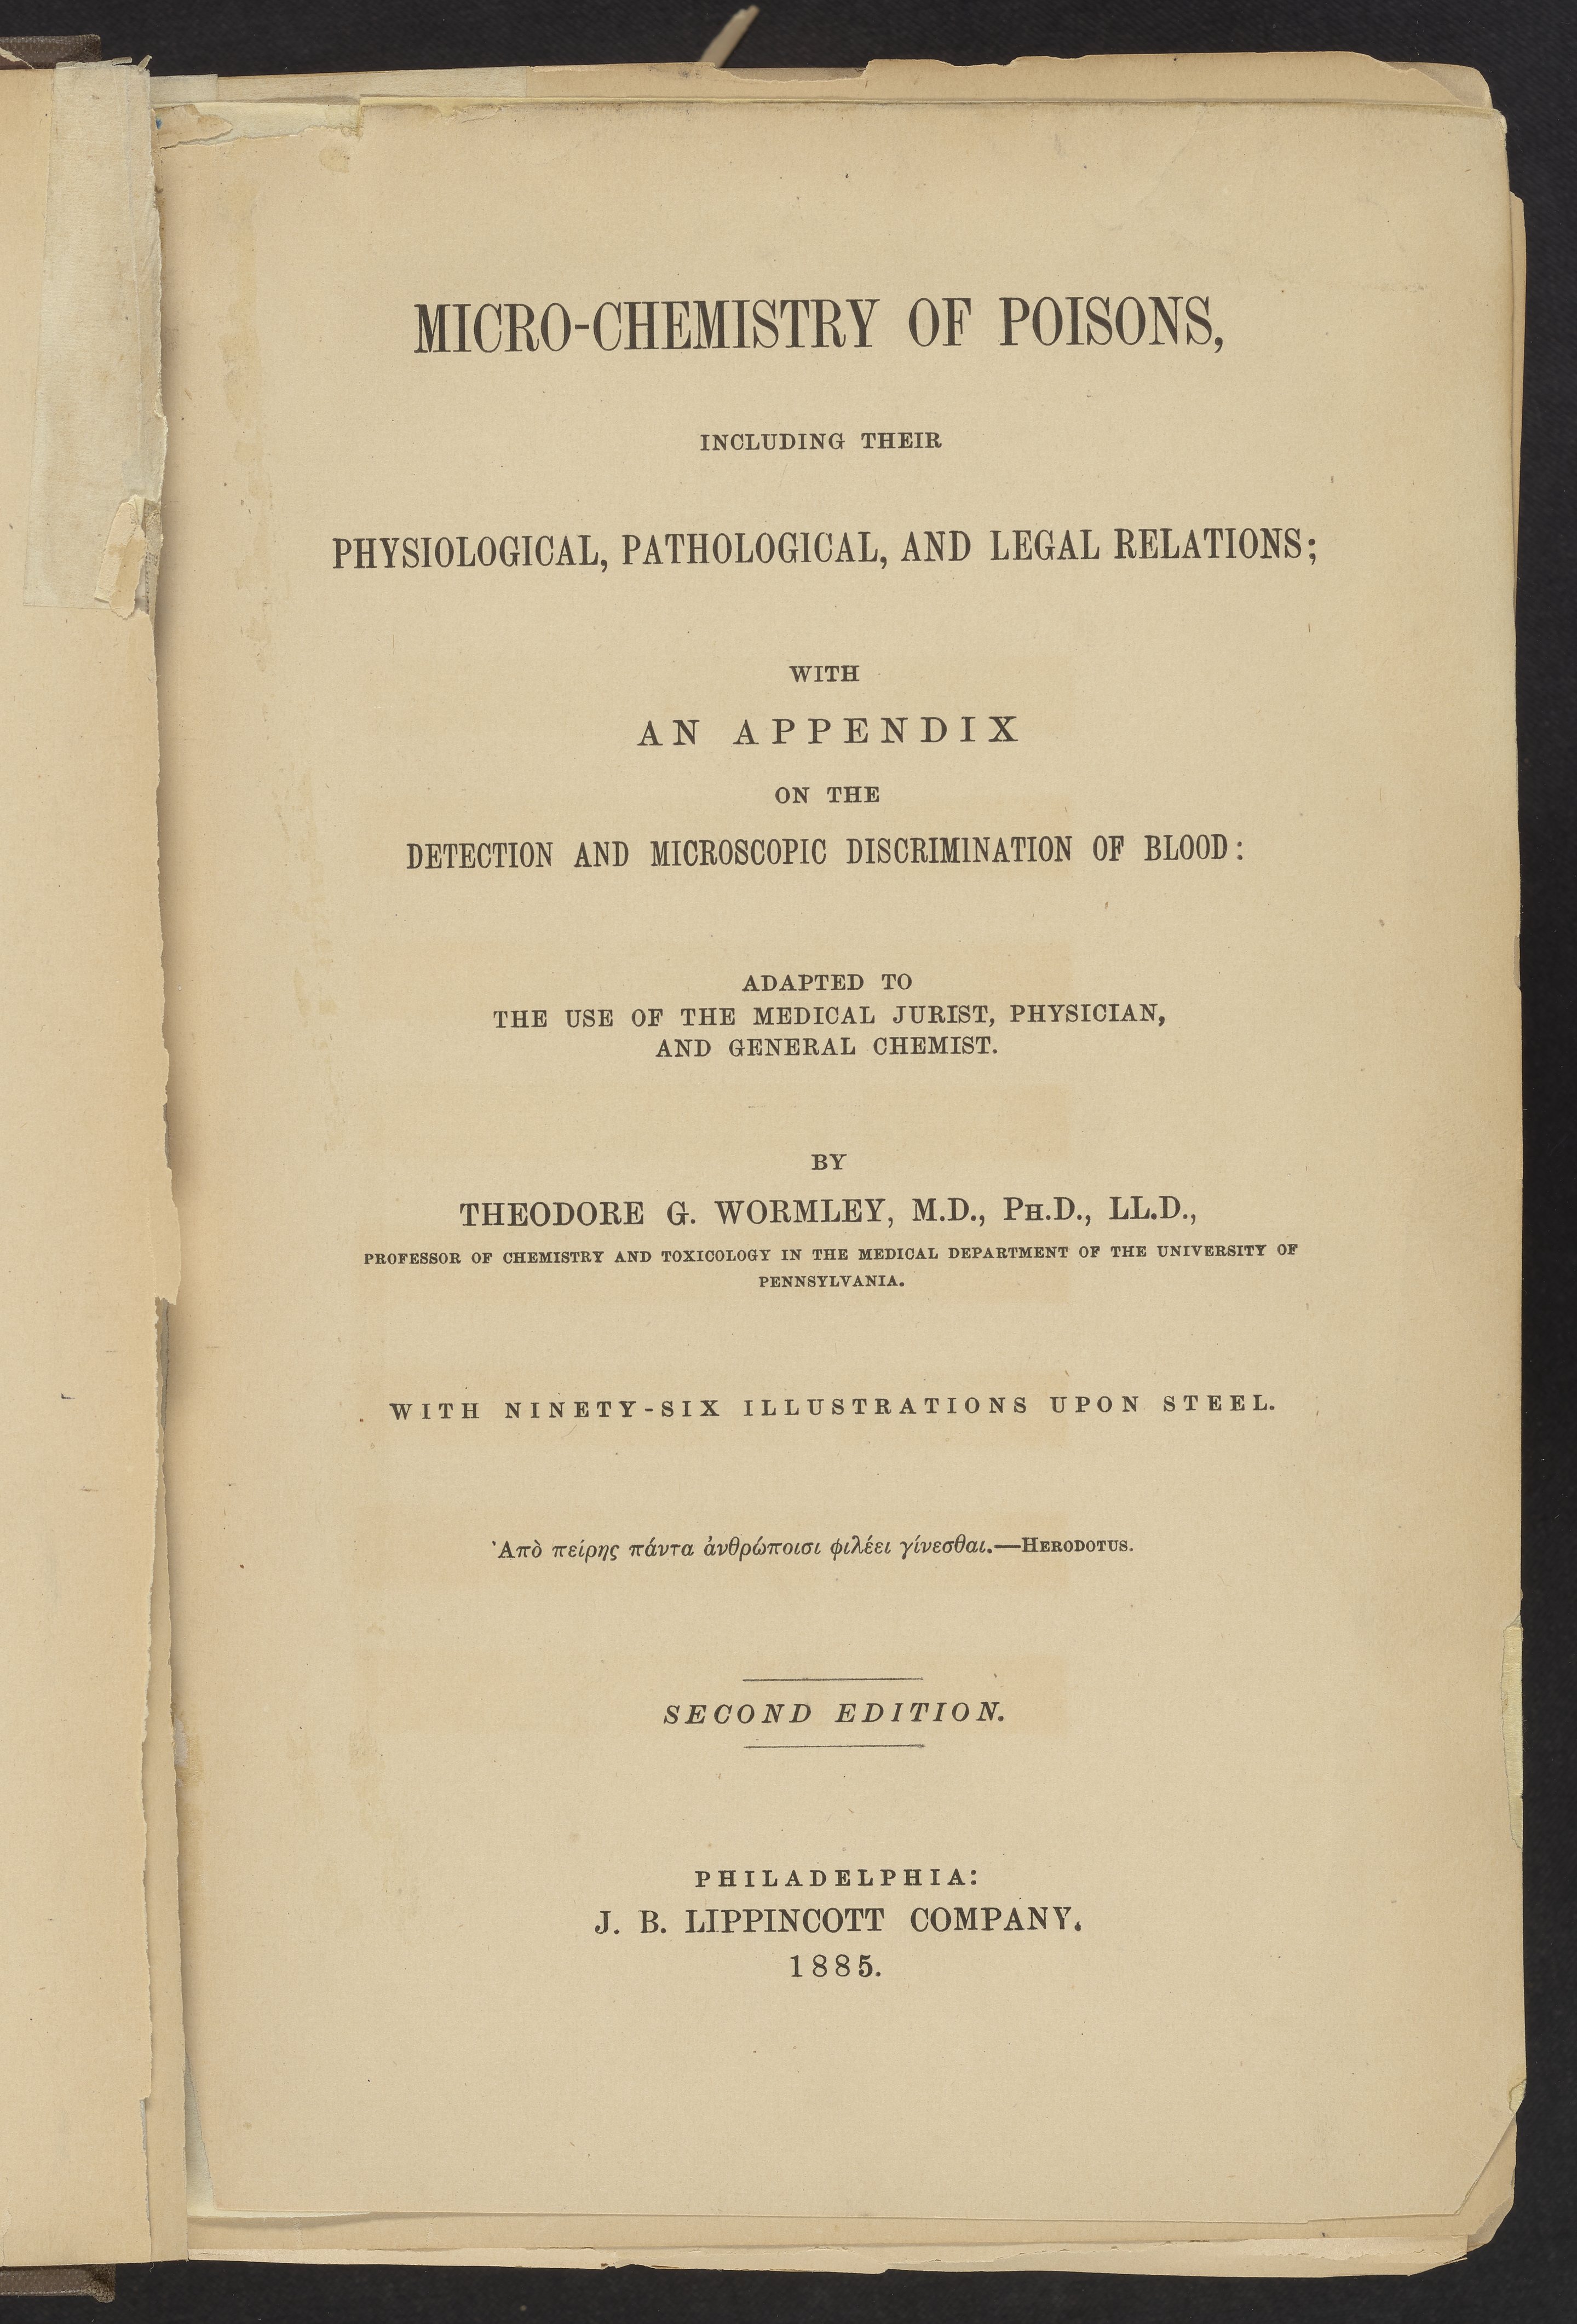 MICRO-CHEMISTRY OF POISONS,
INCLUDING THEIR
PHYSIOLOGICAL, PATHOLOGICAL, AND LEGAL RELATIONS;
WITH
AN APPENDIX
ON THE
DETECTION AND MICROSCOPIC DISCRIMINATION OF BLOOD:
ADAPTED TO
THE USE OF THE MEDICAL JURIST, PHYSICIAN,
AND GENERAL CHEMIST.
BY
THEODORE G. WORMLEY, M.D., PH.D., LL.D.,
PROFESSOR OF CHEMISTRY AND TOXICOLOGY IN THE MEDICAL DEPARTMENT OF THE UNIVERSITY OF
PENNSYLVANIA.
WITH NINETY-SIX ILLUSTRATIONS UPON STEEL.
Ἀπὸ πείρης πάντα ἀνθρώποισι φιλέει γίνεσθαι.—HERODOTUS.
SECOND EDITION.
PHILADELPHIA:
J. B. LIPPINCOTT COMPANY.
1885.